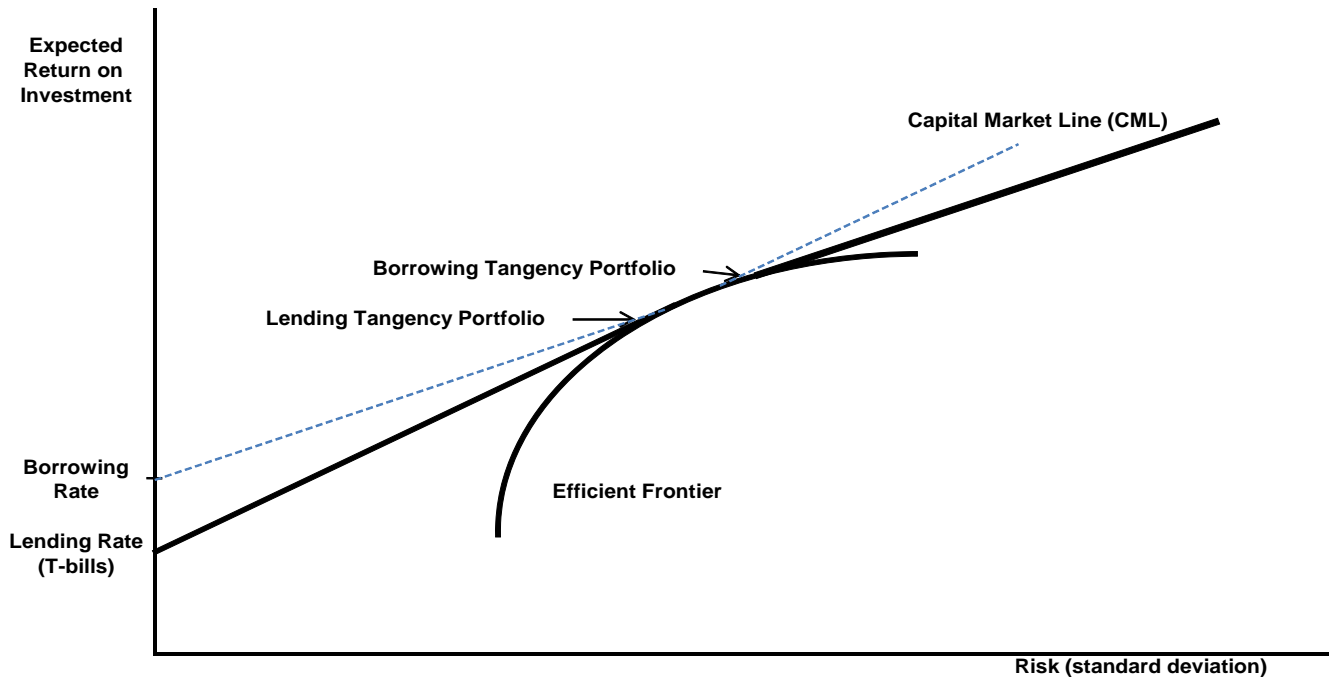 Expected
Return on
Investment
Capital Market Line (CML)
Borrowing Tangency Portfolio
Lending Tangency Portfolio
Borrowing
Rate
Efficient Frontier
Lending Rate
(T-bills)
Risk (standard deviation)